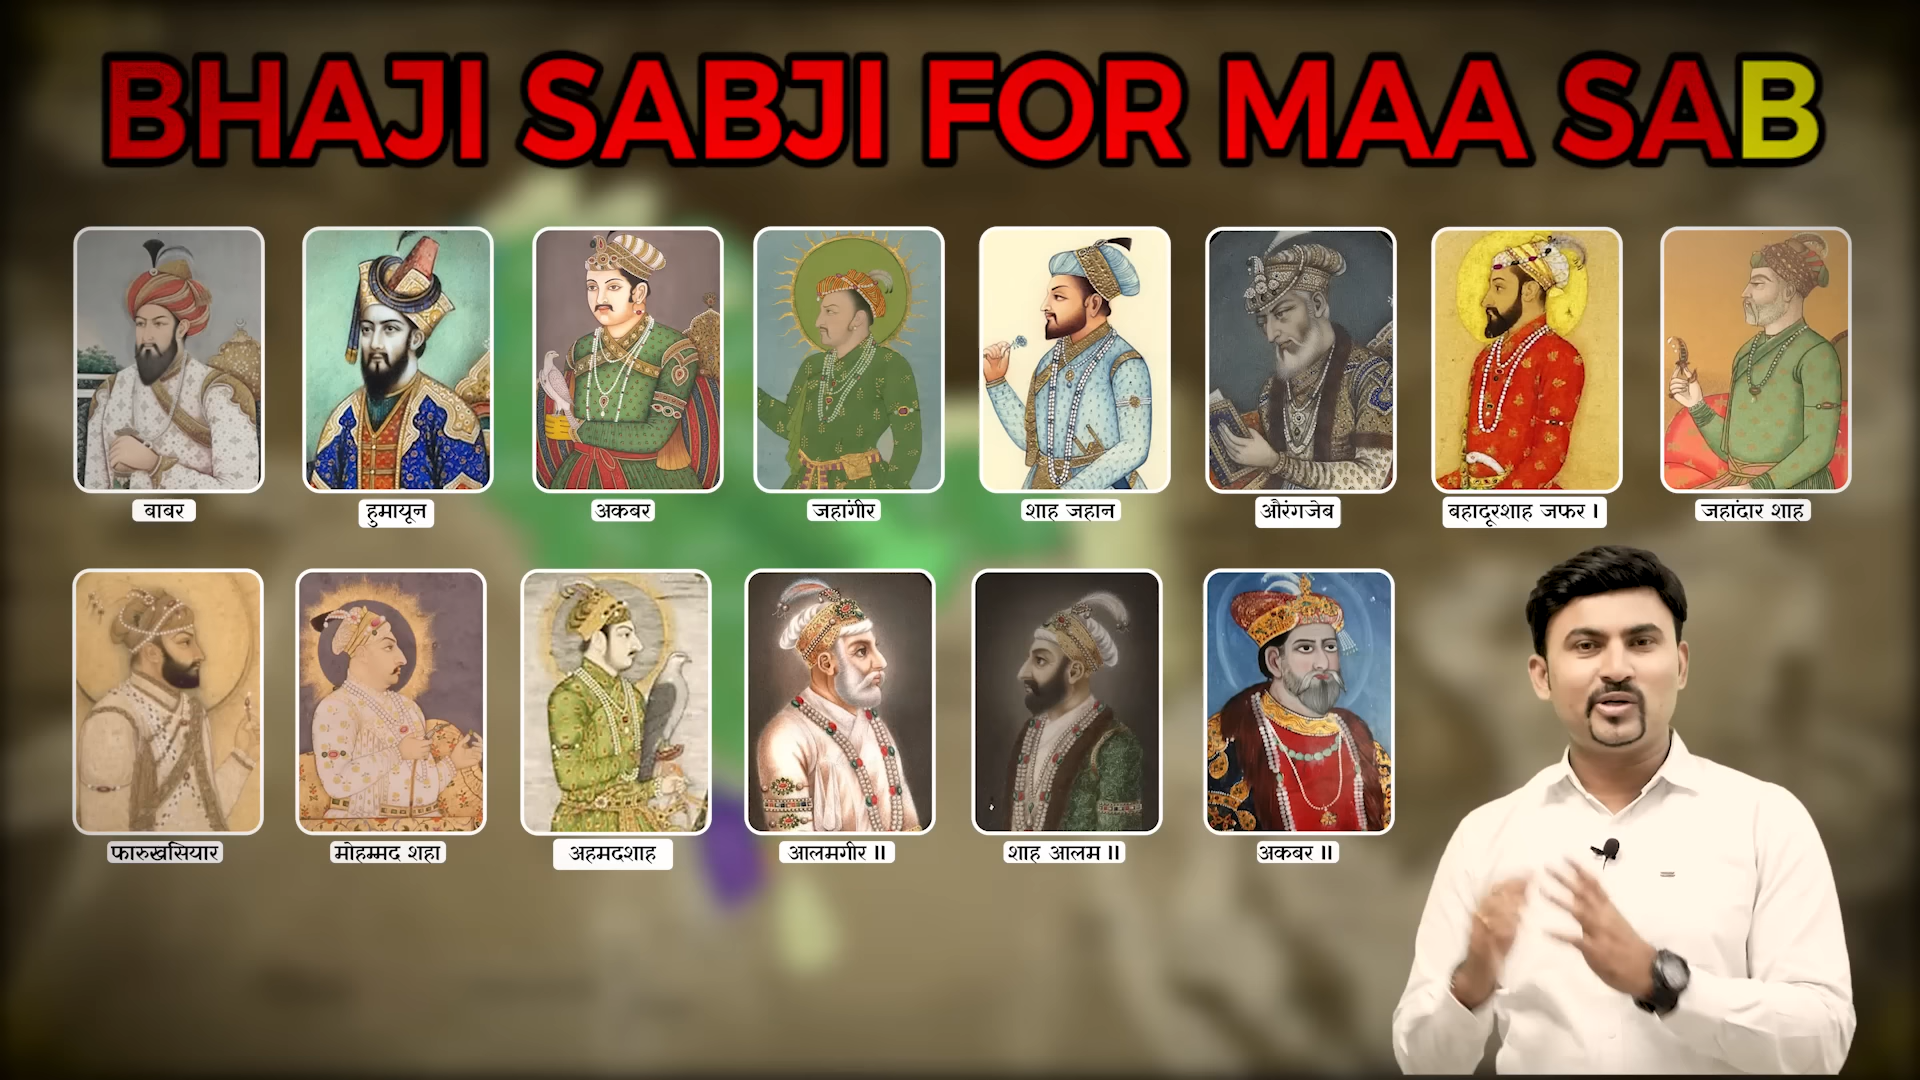 BHAJI SABJI FOR MAA SAB
बाबर
हुमायून
अकबर
जहांगीर
शाह जहान
औरंगजेब
बहादूरशाह जफर I
जहांदार शाह
फारुखसियार
मोहम्मद शहा
अहमदशाह
आलमगीर II
शाह आलम II
अकबर II